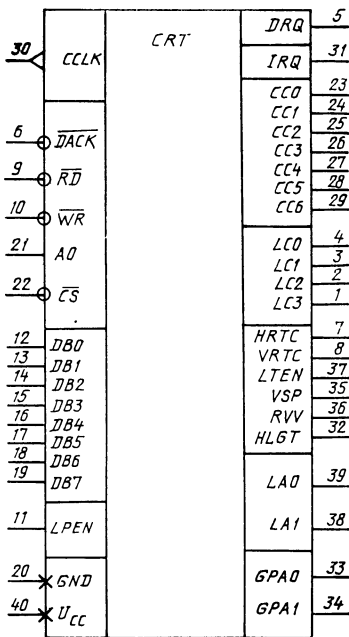 CRT
30 CCLK
6 DACK
9 RD
10 WR
21 A0
22 CS
12 DB0
13 DB1
14 DB2
15 DB3
16 DB4
17 DB5
18 DB6
19 DB7
11 LPEN
20 GND
40 UCC
DRQ 5
IRQ 31
CC0 23
CC1 24
CC2 25
CC3 26
CC4 27
CC5 28
CC6 29
LC0 4
LC1 3
LC2 2
LC3 1
HRTC 7
VRTC 8
LTEN 37
VSP 35
RVV 36
HLGT 32
LA0 39
LA1 38
GPA0 33
GPA1 34